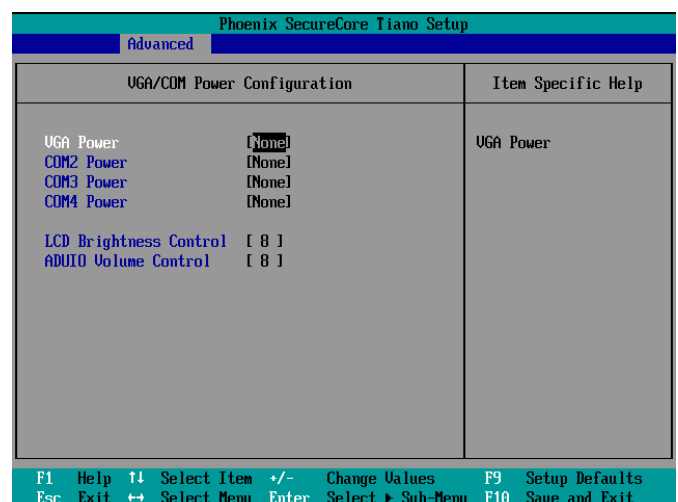 Phoenix SecureCore Tiano Setup
Advanced
VGA/COM Power Configuration
Item Specific Help
VGA Power [None]
VGA Power
COM2 Power [None]
COM3 Power [None]
COM4 Power [None]
LCD Brightness Control [ 8 ]
ADUIO Volume Control [ 8 ]
F1 Help ↑↓ Select Item +/- Change Values F9 Setup Defaults
Esc Exit ↔ Select Menu Enter Select ▶ Sub-Menu F10 Save and Exit